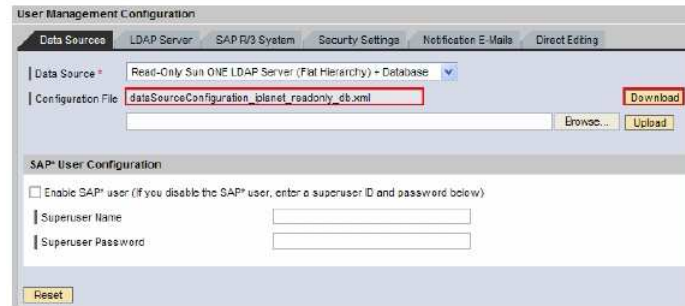 User Management Configuration
Data Sources LDAP Server SAP R/3 System Security Settings Notification E-Mails Direct Editing
Data Source * Read-Only Sun ONE LDAP Server (Flat Hierarchy) + Database
Configuration File dataSourceConfiguration_iplanet_readonly_db.xml Download
Browse... Upload
SAP* User Configuration
Enable SAP* user (if you disable the SAP* user, enter a superuser ID and password below)
Superuser Name
Superuser Password
Reset